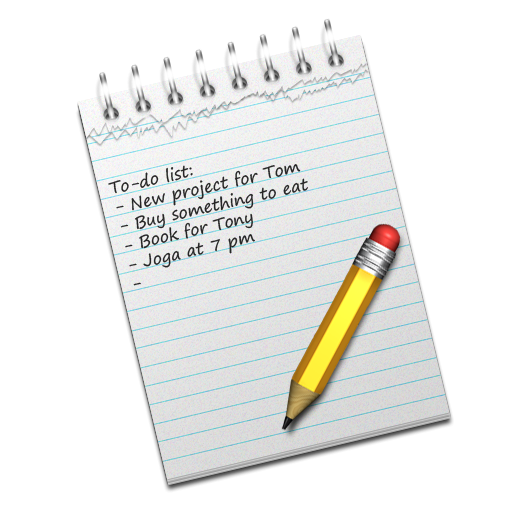 To-do list:
- New project for Tom
- Buy something to eat
- Book for Tony
- Joga at 7 pm
-